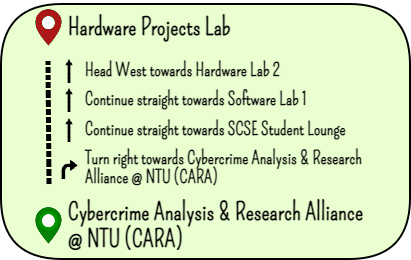 Hardware Projects Lab
Head West towards Hardware Lab 2
Continue straight towards Software Lab 1
Continue straight towards SCSE Student Lounge
Turn right towards Cybercrime Analysis & Research
Alliance @ NTU (CARA)
Cybercrime Analysis & Research Alliance
@ NTU (CARA)